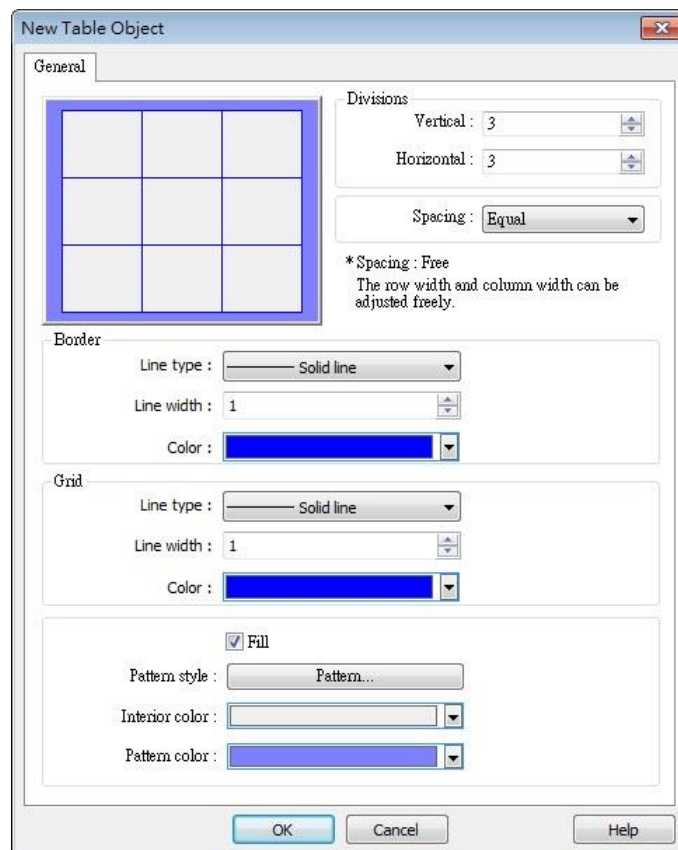 New Table Object
General
Divisions
Vertical : 3
Horizontal : 3
Spacing : Equal
* Spacing : Free
The row width and column width can be
adjusted freely.
Border
Line type : Solid line
Line width : 1
Color :
Grid
Line type : Solid line
Line width : 1
Color :
Fill
Pattern style : Pattern...
Interior color :
Pattern color :
OK Cancel Help